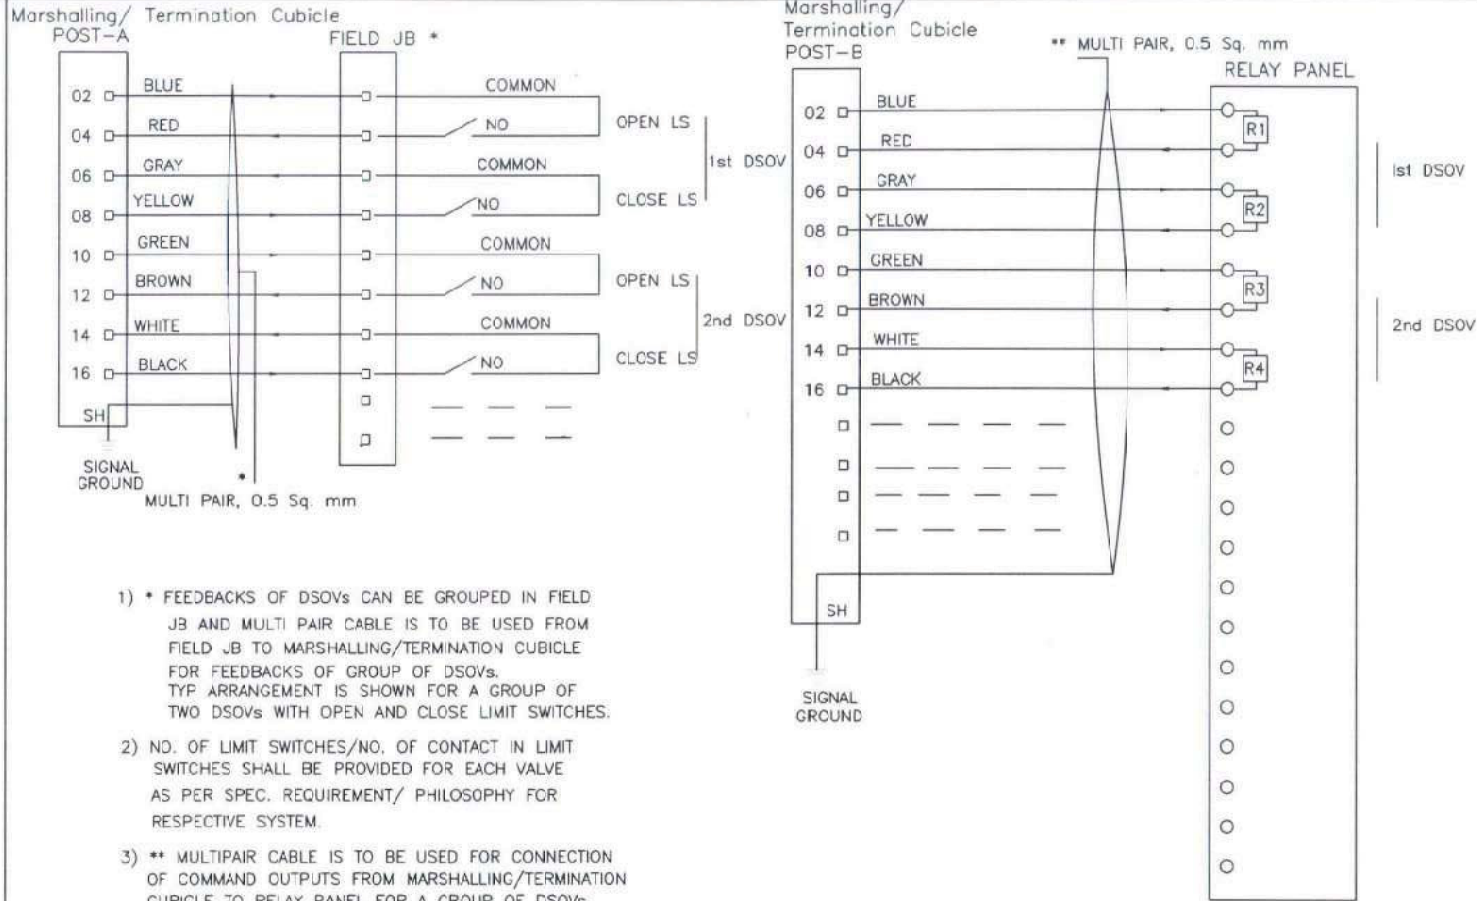 Marshalling/ Termination Cubicle
POST-A
FIELD JB *
02 BLUE COMMON
04 RED NO OPEN LS
06 GRAY COMMON
1st DSOV
08 YELLOW NO CLOSE LS
10 GREEN COMMON
12 BROWN NO OPEN LS
14 WHITE COMMON
2nd DSOV
16 BLACK NO CLOSE LS
SH
SIGNAL
GROUND
*
MULTI PAIR, 0.5 Sq. mm
Marshalling/
Termination Cubicle
POST-B
** MULTI PAIR, 0.5 Sq. mm
RELAY PANEL
02 BLUE
R1
04 RED
1st DSOV
06 GRAY
R2
08 YELLOW
10 GREEN
R3
12 BROWN
2nd DSOV
14 WHITE
R4
16 BLACK
SH
SIGNAL
GROUND
1) * FEEDBACKS OF DSOVs CAN BE GROUPED IN FIELD
JB AND MULTI PAIR CABLE IS TO BE USED FROM
FIELD JB TO MARSHALLING/TERMINATION CUBICLE
FOR FEEDBACKS OF GROUP OF DSOVs.
TYP ARRANGEMENT IS SHOWN FOR A GROUP OF
TWO DSOVs WITH OPEN AND CLOSE LIMIT SWITCHES.
2) NO. OF LIMIT SWITCHES/NO. OF CONTACT IN LIMIT
SWITCHES SHALL BE PROVIDED FOR EACH VALVE
AS PER SPEC. REQUIREMENT/ PHILOSOPHY FOR
RESPECTIVE SYSTEM.
3) ** MULTIPAIR CABLE IS TO BE USED FOR CONNECTION
OF COMMAND OUTPUTS FROM MARSHALLING/TERMINATION
CUBICLE TO RELAY PANEL FOR A GROUP OF DSOVs